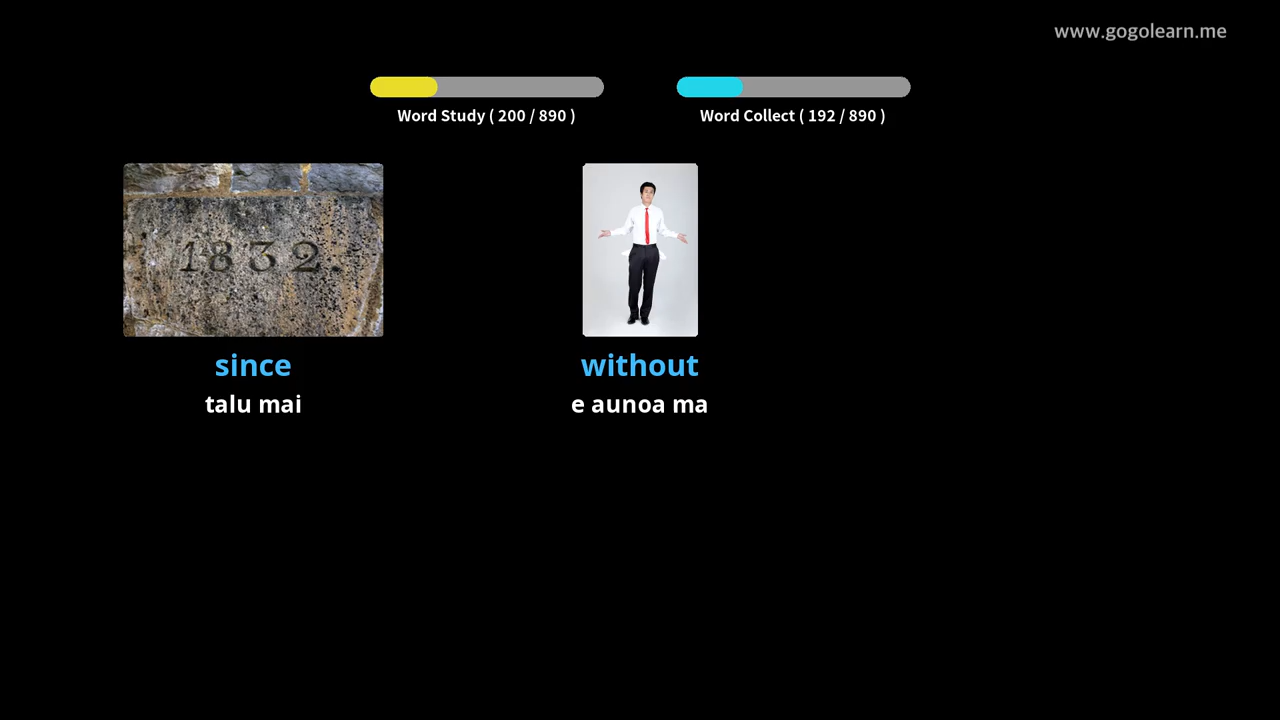 www.gogolearn.me
Word Study ( 200 / 890 )
Word Collect ( 192 / 890 )
1832.
since
without
talu mai
e aunoa ma